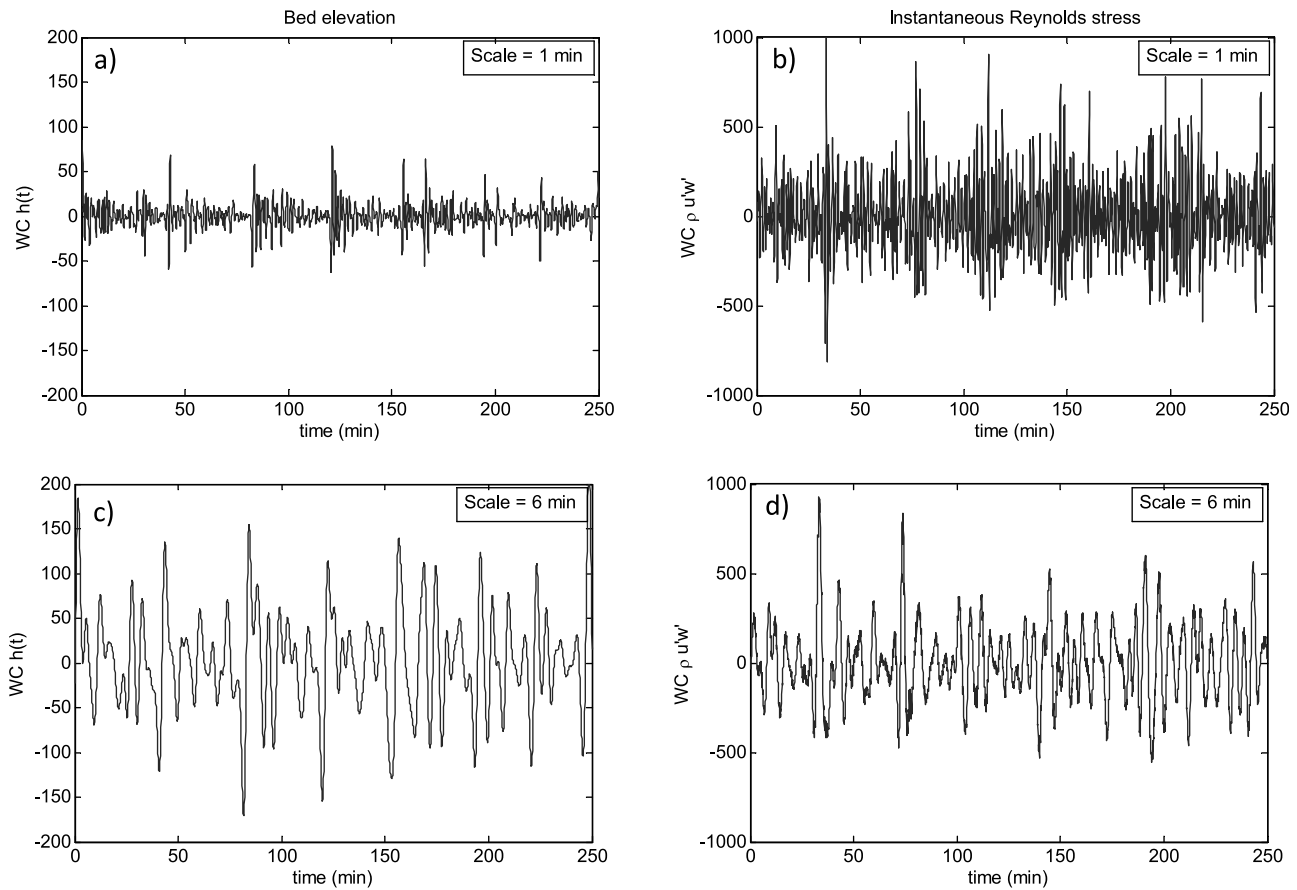 Bed elevation
Instantaneous Reynolds stress
a)
Scale = 1 min
WC h(t)
200
150
100
50
0
-50
-100
-150
-200
0 50 100 150 200 250
time (min)
b)
Scale = 1 min
WC ρ u'w'
1000
500
0
-500
-1000
0 50 100 150 200 250
time (min)
c)
Scale = 6 min
WC h(t)
200
150
100
50
0
-50
-100
-150
-200
0 50 100 150 200 250
time (min)
d)
Scale = 6 min
WC ρ u'w'
1000
500
0
-500
-1000
0 50 100 150 200 250
time (min)